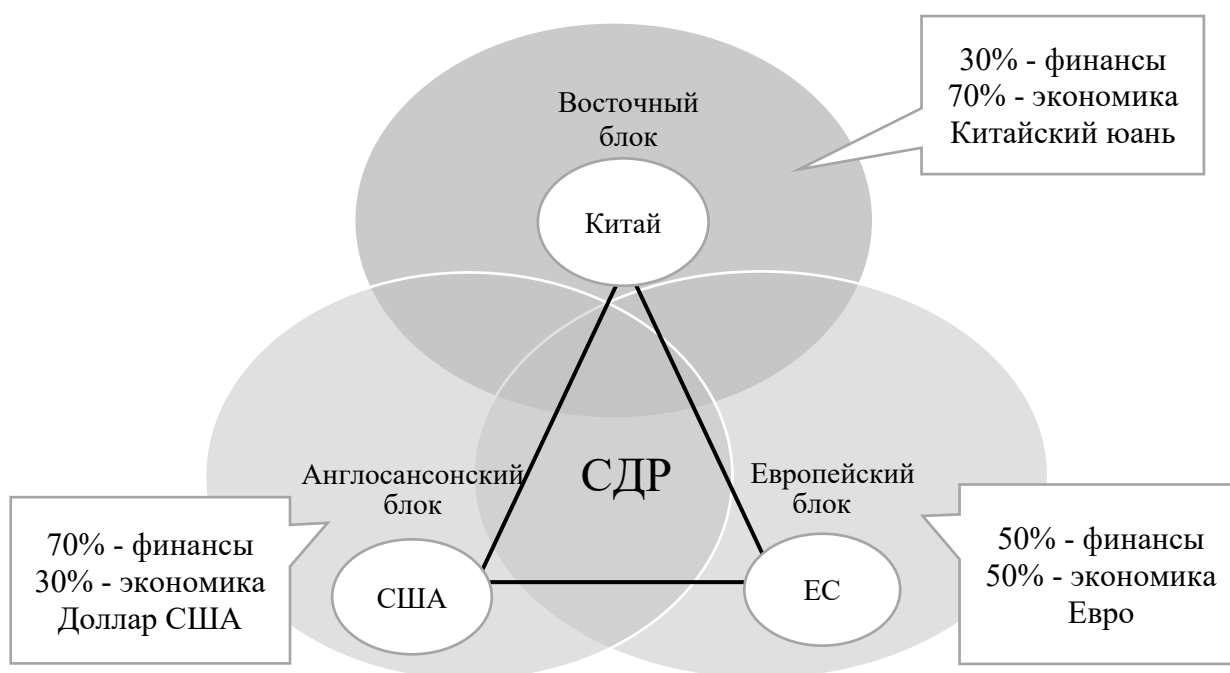 30% - финансы
70% - экономика
Китайский юань
Восточный
блок
Китай
СДР
Англосансонский
блок
Европейский
блок
70% - финансы
30% - экономика
Доллар США
США
ЕС
50% - финансы
50% - экономика
Евро